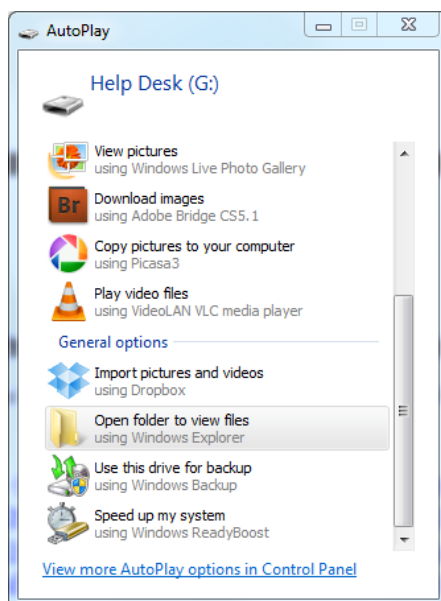 AutoPlay
Help Desk (G:)
View pictures
using Windows Live Photo Gallery
Br
Download images
using Adobe Bridge CS5.1
Copy pictures to your computer
using Picasa3
Play video files
using VideoLAN VLC media player
General options
Import pictures and videos
using Dropbox
Open folder to view files
using Windows Explorer
Use this drive for backup
using Windows Backup
Speed up my system
using Windows ReadyBoost
View more AutoPlay options in Control Panel